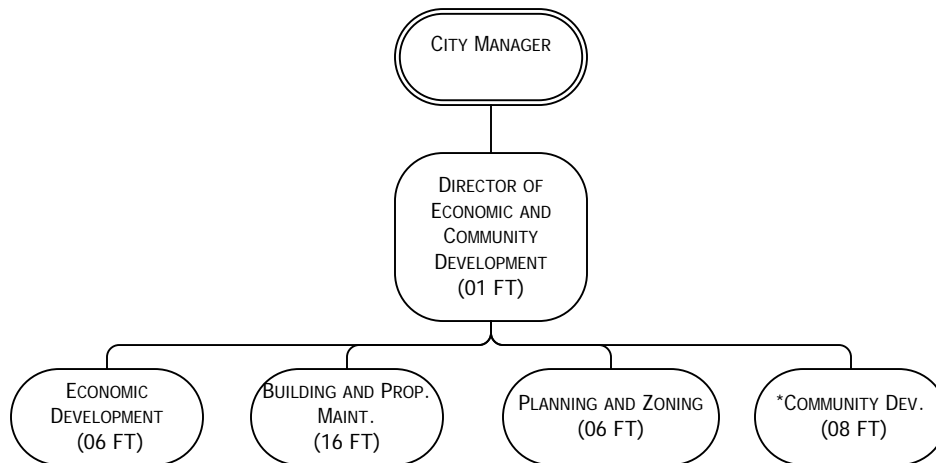 CITY MANAGER
DIRECTOR OF
ECONOMIC AND
COMMUNITY
DEVELOPMENT
(01 FT)
ECONOMIC
DEVELOPMENT
(06 FT)
BUILDING AND PROP.
MAINT.
(16 FT)
PLANNING AND ZONING
(06 FT)
*COMMUNITY DEV.
(08 FT)